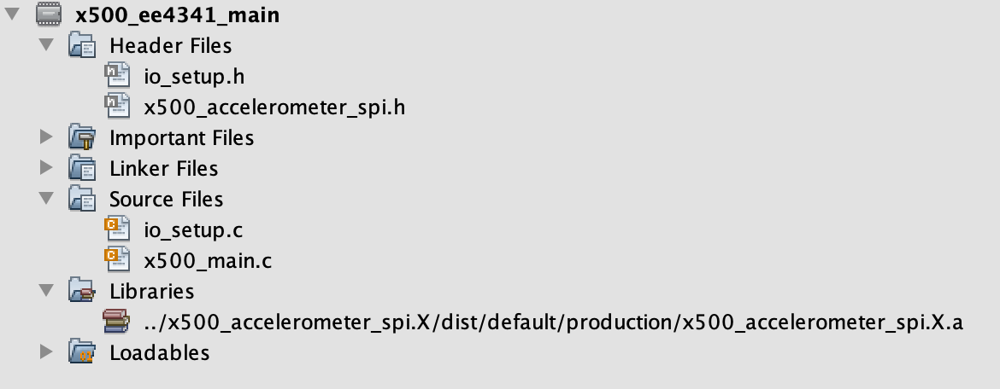 x500_ee4341_main
Header Files
io_setup.h
x500_accelerometer_spi.h
Important Files
Linker Files
Source Files
io_setup.c
x500_main.c
Libraries
../x500_accelerometer_spi.X/dist/default/production/x500_accelerometer_spi.X.a
Loadables